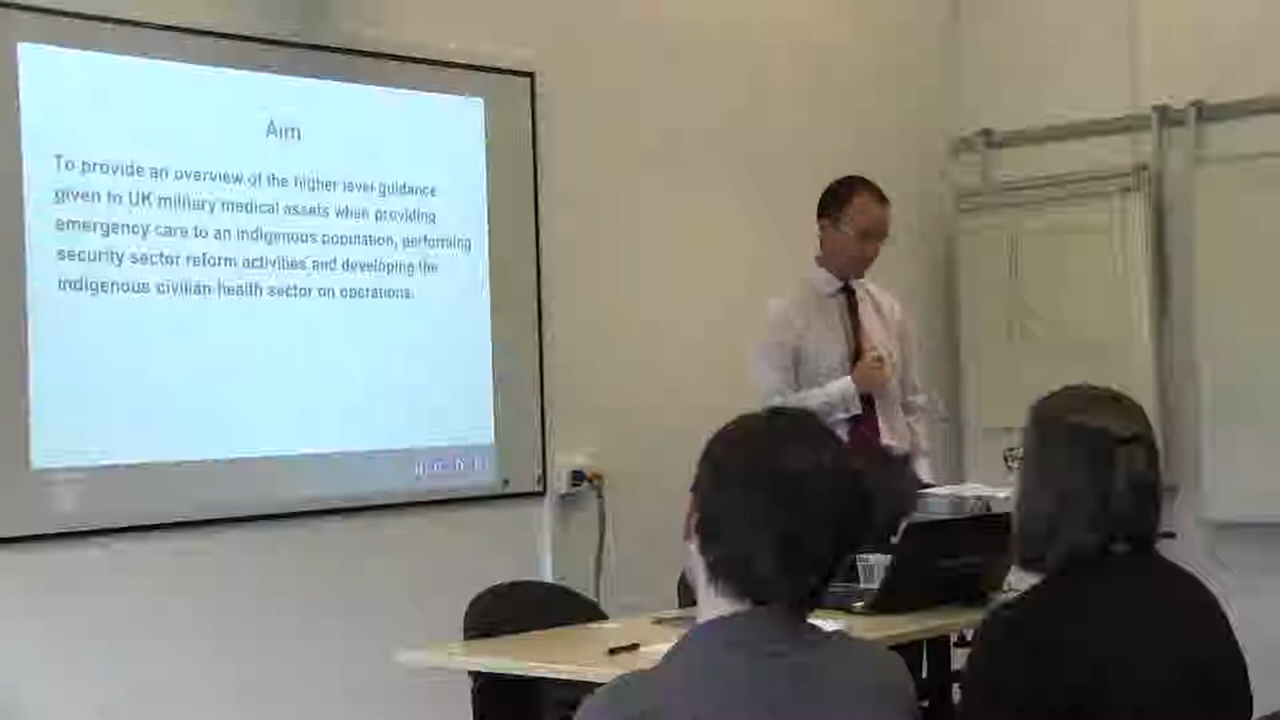 Aim
To provide an overview of the higher level guidance
given to UK military medical assets when providing
emergency care to an indigenous population, performing
security sector reform activities and developing the
indigenous civilian health sector on operations.